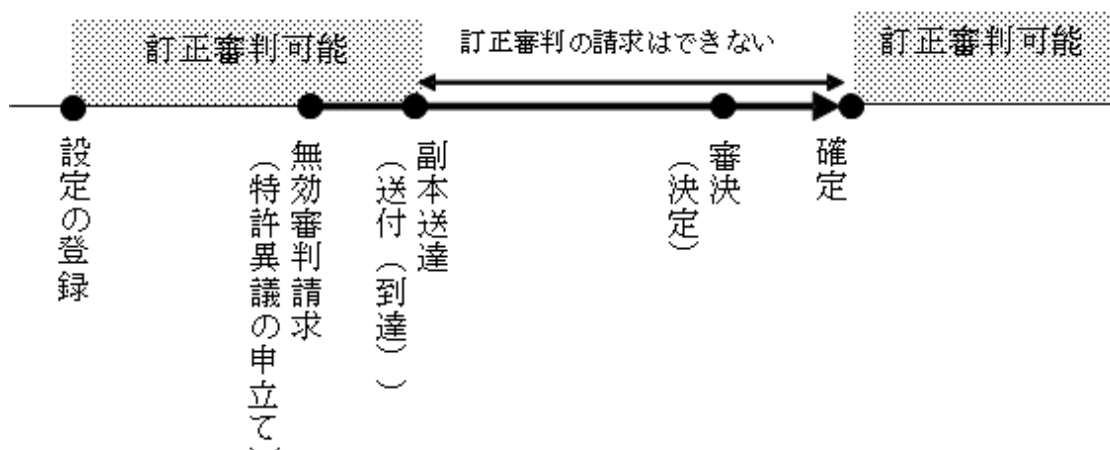 訂正審判可能
訂正審判の請求はできない
訂正審判可能
設定の登録
無効審判請求
(特許異議の申立て)
副本送達
(送付(到達))
審決
(決定)
確定